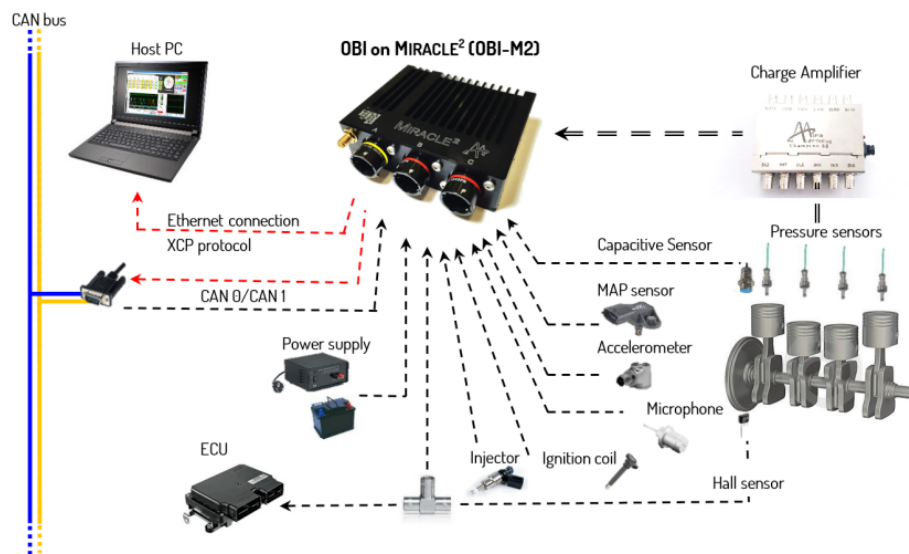 CAN bus
Host PC
OBI on MIRACLE² (OBI-M2)
Charge Amplifier
MIRACLE²
A
B
C
Ethernet connection
XCP protocol
Capacitive Sensor
Pressure sensors
CAN 0/CAN 1
MAP sensor
Power supply
Accelerometer
Microphone
ECU
Injector
Ignition coil
Hall sensor